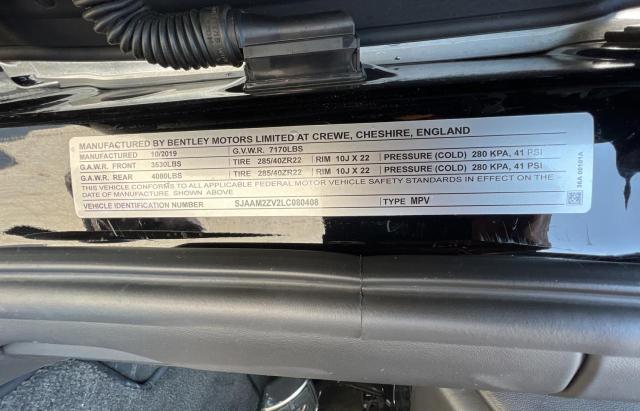 MANUFACTURED BY BENTLEY MOTORS LIMITED AT CREWE, CHESHIRE, ENGLAND
MANUFACTURED 10/2019 G.V.W.R. 7170LBS
G.A.W.R. FRONT 3530LBS TIRE 285/40ZR22 RIM 10J X 22 PRESSURE (COLD) 280 KPA, 41 PSI
G.A.W.R. REAR 4080LBS TIRE 285/40ZR22 RIM 10J X 22 PRESSURE (COLD) 280 KPA, 41 PSI
THIS VEHICLE CONFORMS TO ALL APPLICABLE FEDERAL MOTOR VEHICLE SAFETY STANDARDS IN EFFECT ON THE
DATE OF MANUFACTURE SHOWN ABOVE
VEHICLE IDENTIFICATION NUMBER SJAAM2ZV2LC080408 TYPE MPV
36A 00101A